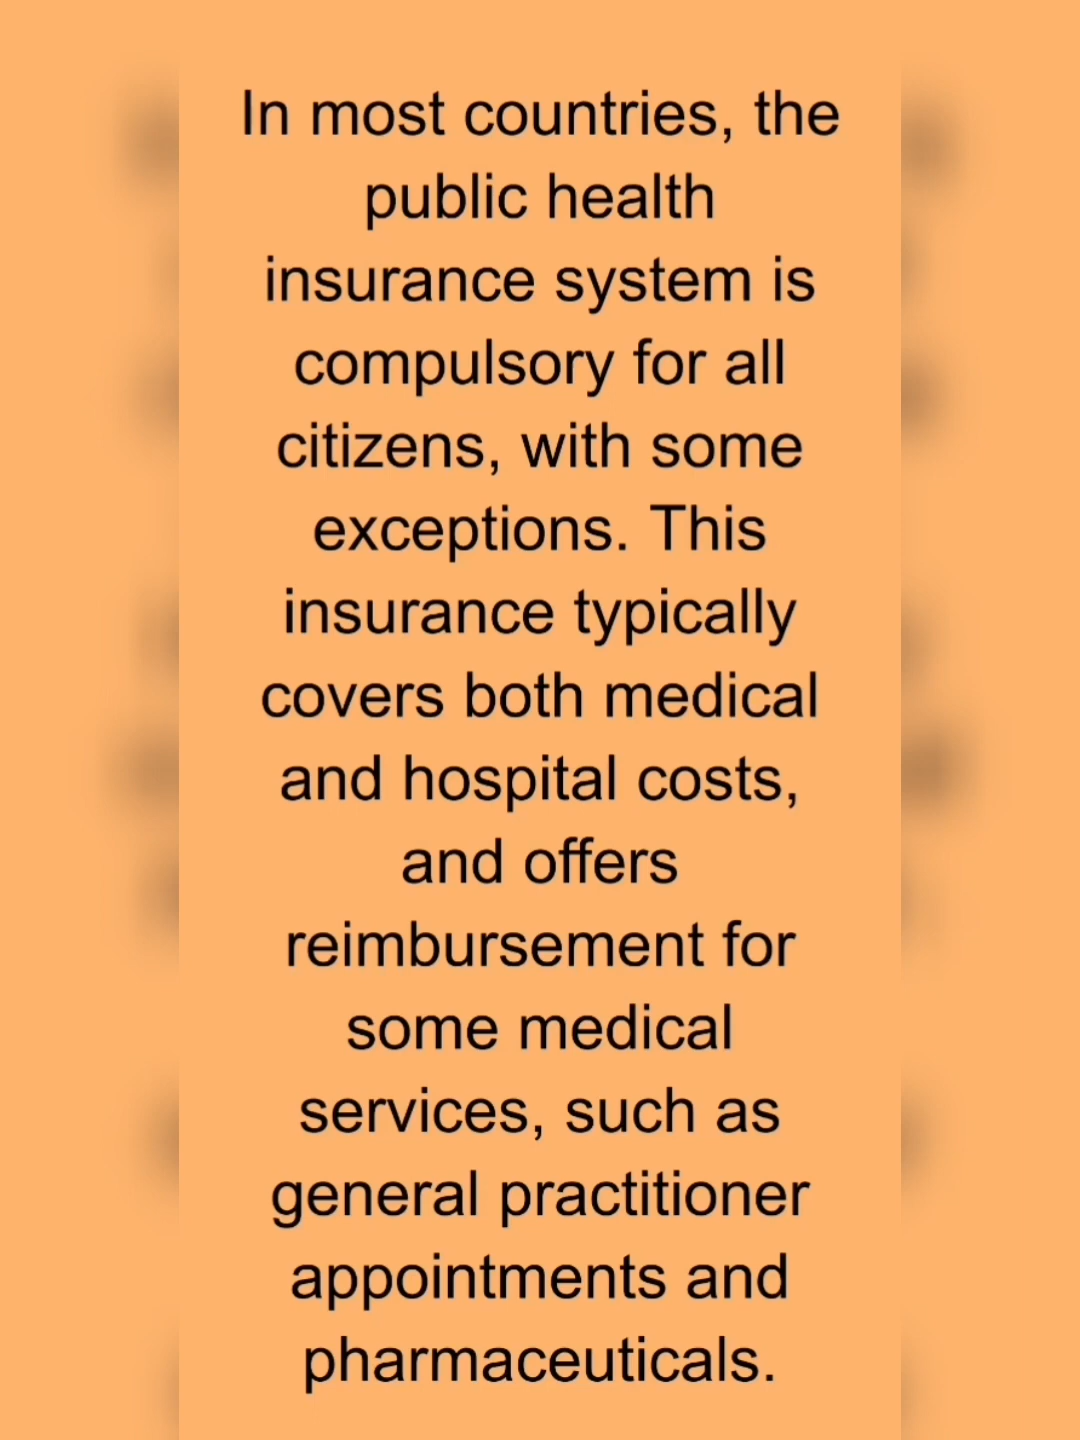 In most countries, the
public health
insurance system is
compulsory for all
citizens, with some
exceptions. This
insurance typically
covers both medical
and hospital costs,
and offers
reimbursement for
some medical
services, such as
general practitioner
appointments and
pharmaceuticals.